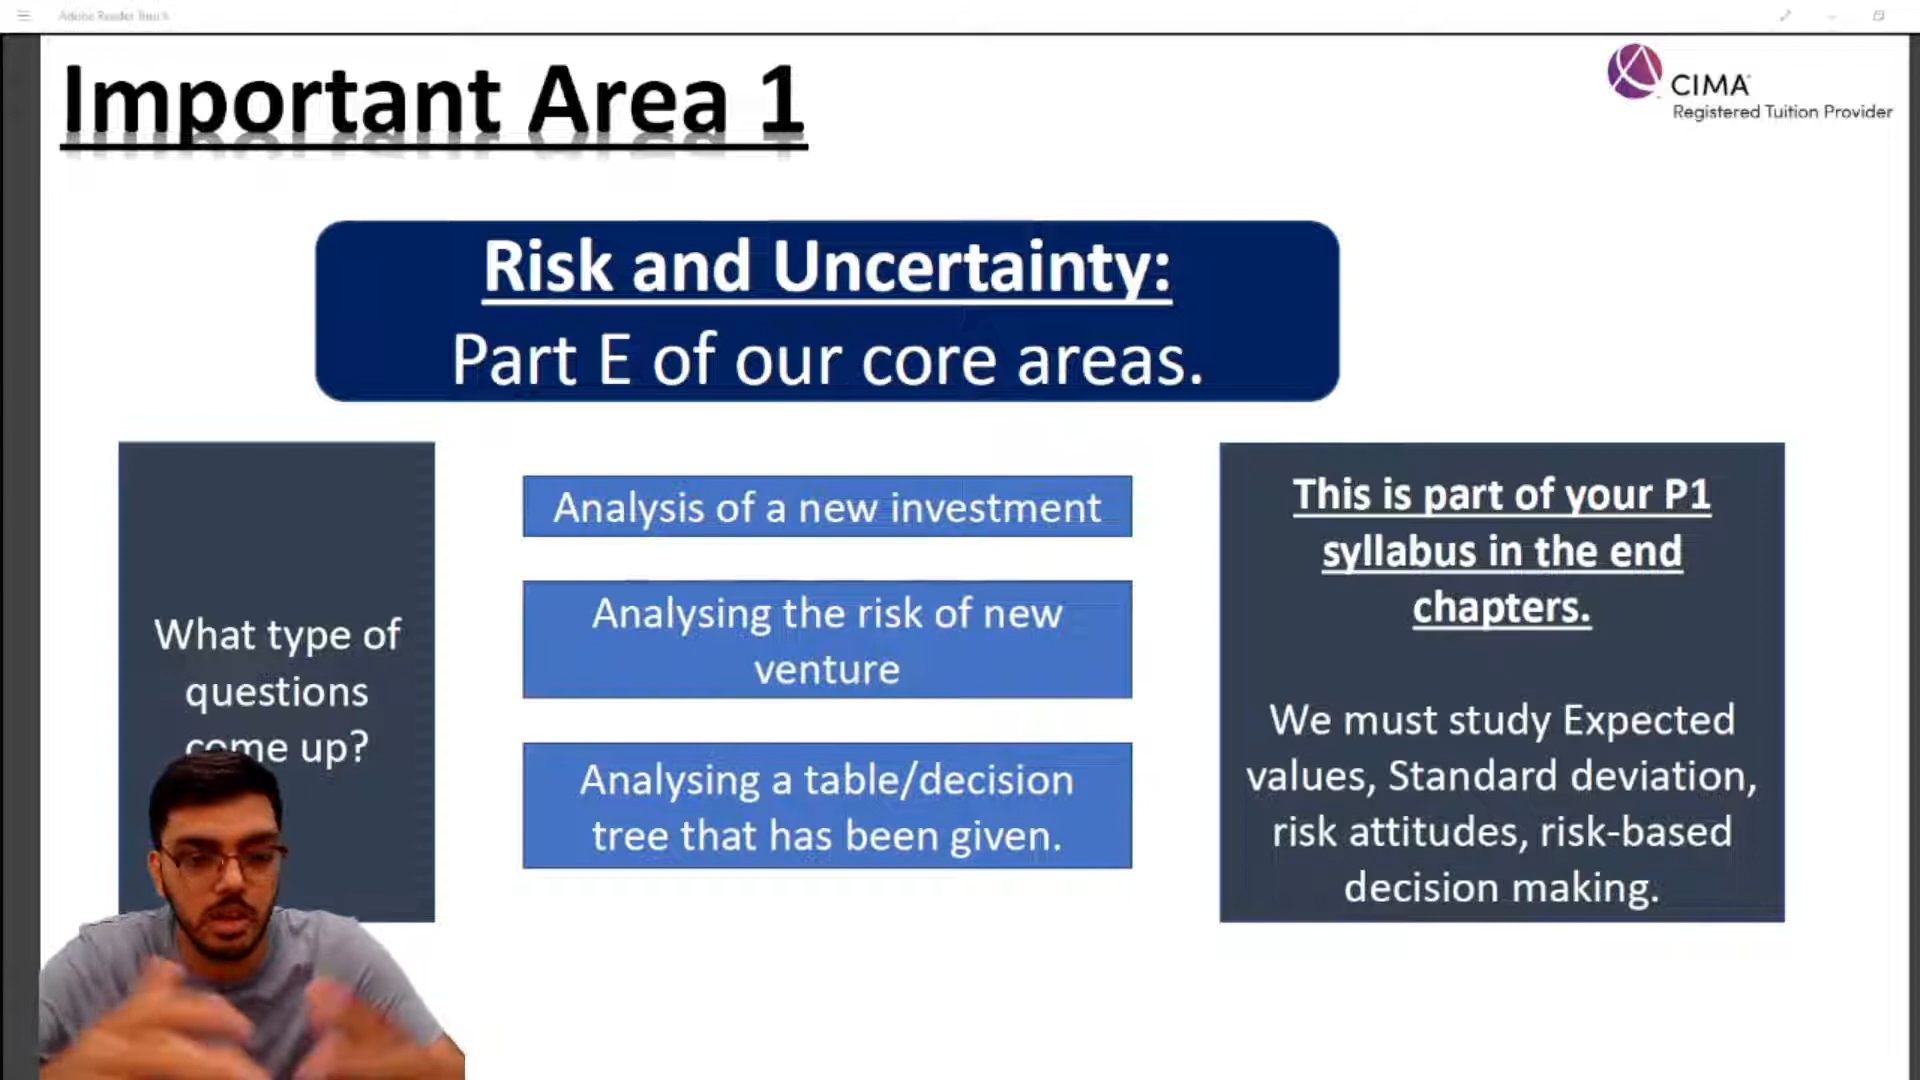 Adobe Reader Touch
Important Area 1
CIMA
Registered Tuition Provider
Risk and Uncertainty:
Part E of our core areas.
What type of
questions
come up?
Analysis of a new investment
Analysing the risk of new
venture
Analysing a table/decision
tree that has been given.
This is part of your P1
syllabus in the end
chapters.
We must study Expected
values, Standard deviation,
risk attitudes, risk-based
decision making.